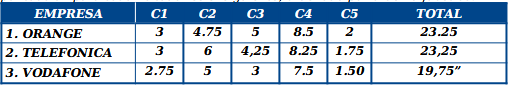 EMPRESA C1 C2 C3 C4 C5 TOTAL
1. ORANGE 3 4.75 5 8.5 2 23.25
2. TELEFONICA 3 6 4,25 8.25 1.75 23,25
3. VODAFONE 2.75 5 3 7.5 1.50 19,75”